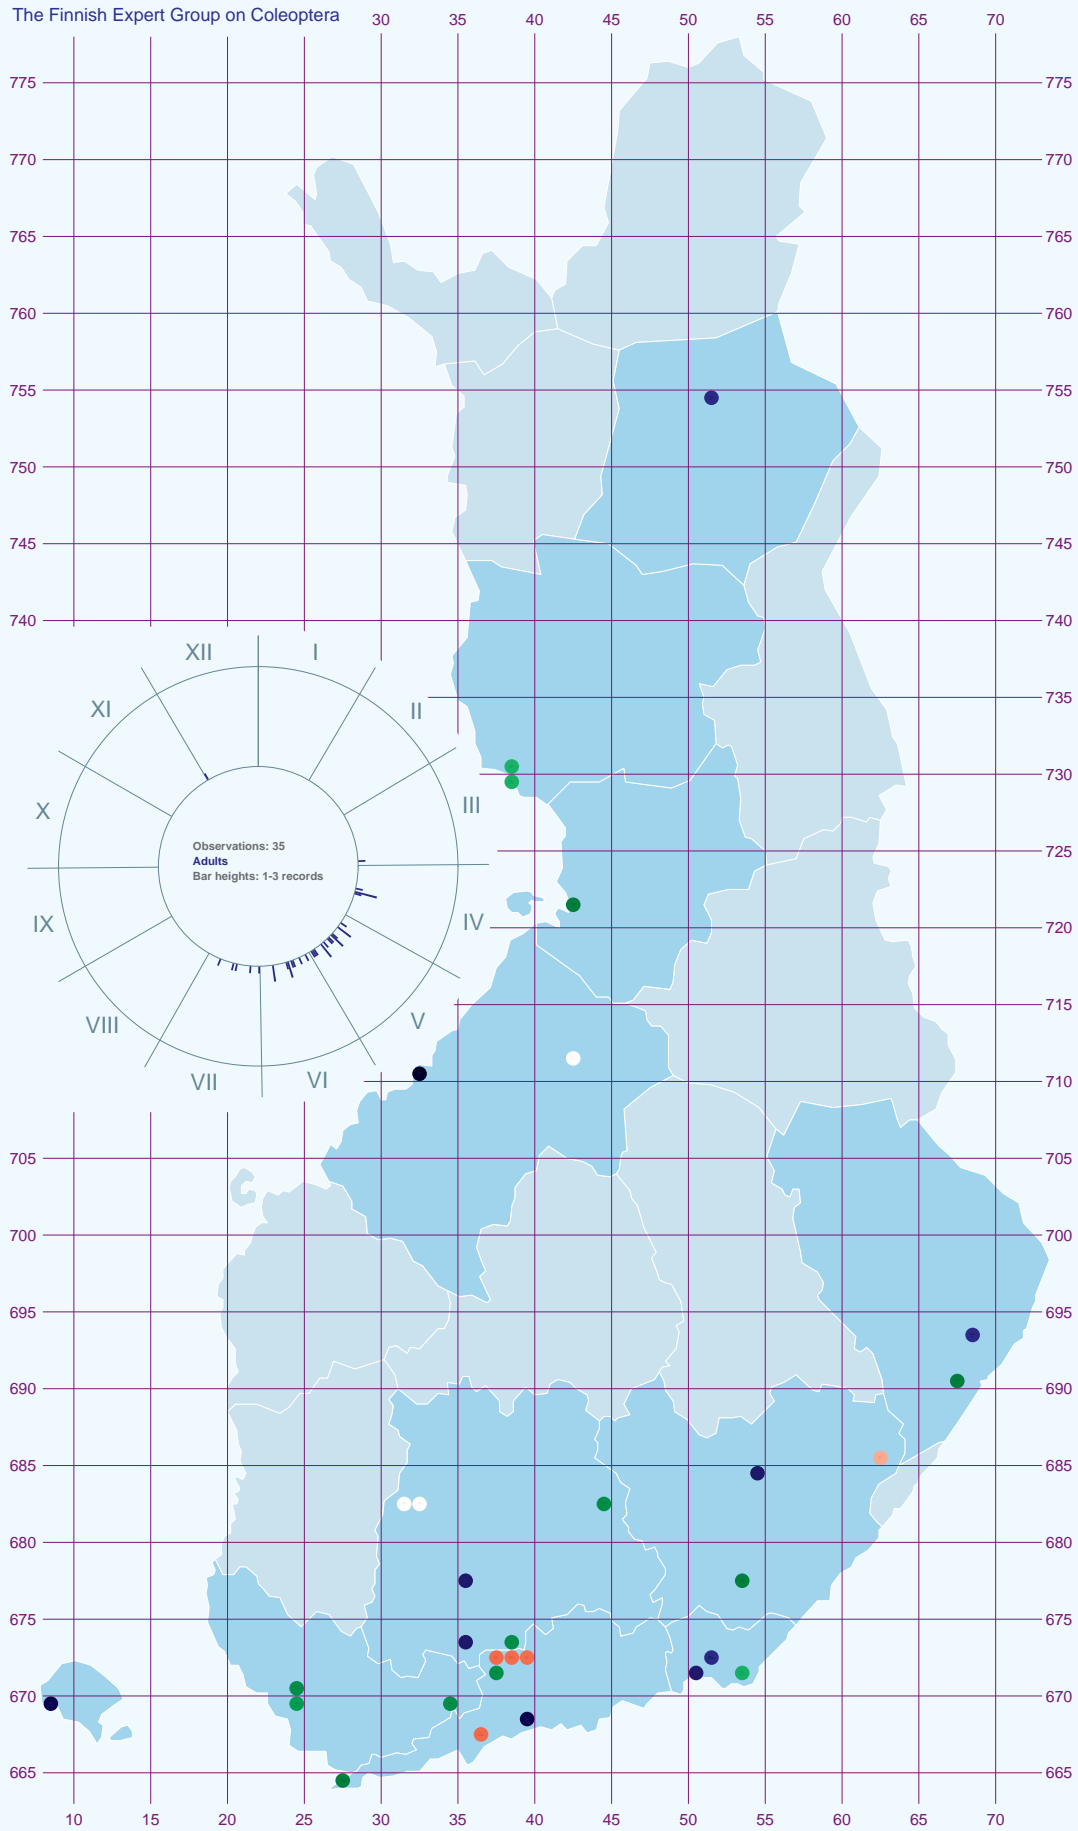 The Finnish Expert Group on Coleoptera
30 35 40 45 50 55 60 65 70
775 775
770 770
765 765
760 760
755 755
750 750
745 745
740 740
XII I
XI II
735
730
X III
Observations: 35
Adults
Bar heights: 1-3 records
725
IX IV
720
715
VIII V
VII VI
710
705 705
700 700
695 695
690 690
685 685
680 680
675 675
670 670
665 665
10 15 20 25 30 35 40 45 50 55 60 65 70